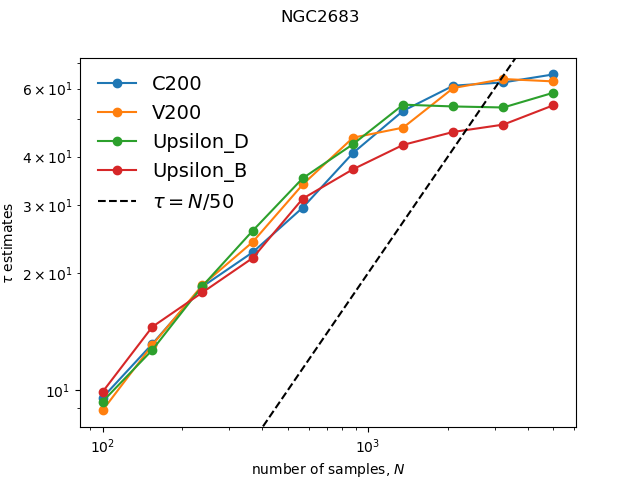 NGC2683
C200
V200
Upsilon_D
Upsilon_B
τ = N/50
6 × 10¹
4 × 10¹
3 × 10¹
2 × 10¹
10¹
τ estimates
10² 10³
number of samples, N